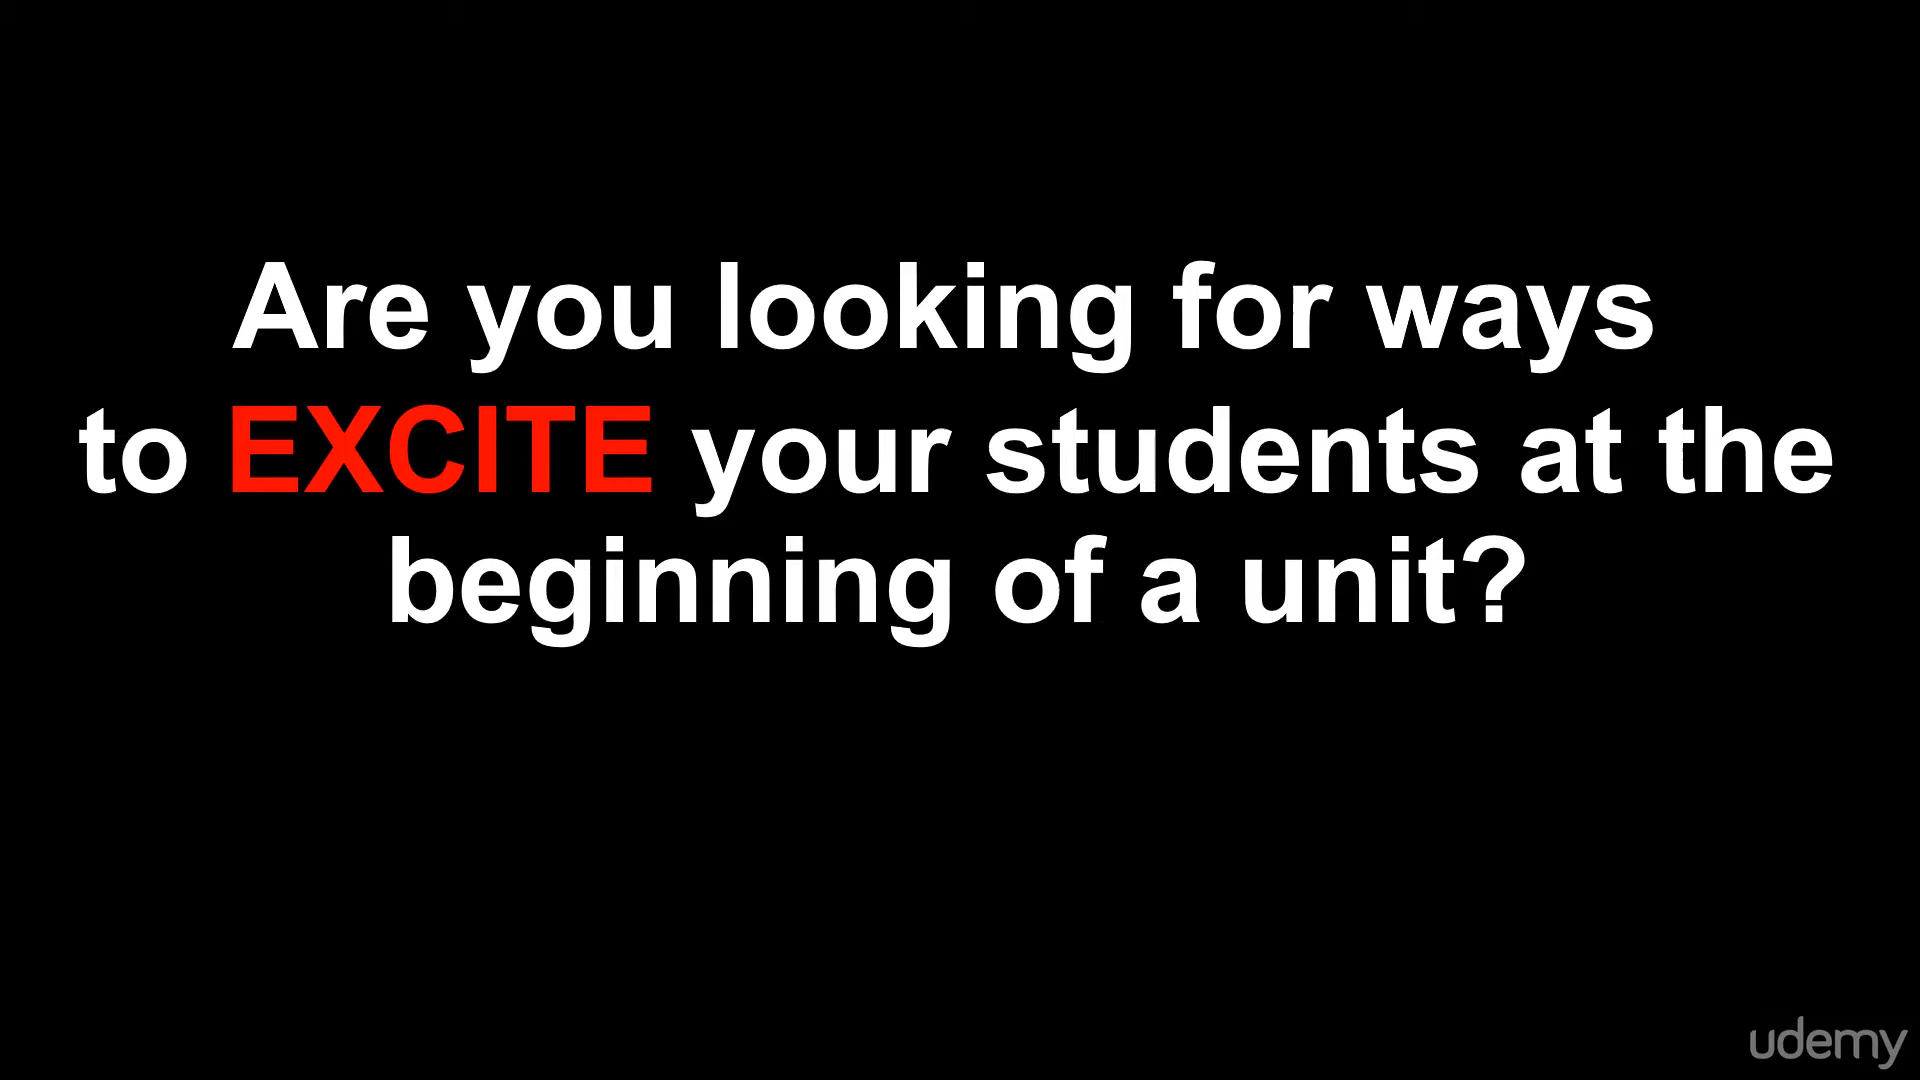 Are you looking for ways
to EXCITE your students at the
beginning of a unit?
udemy